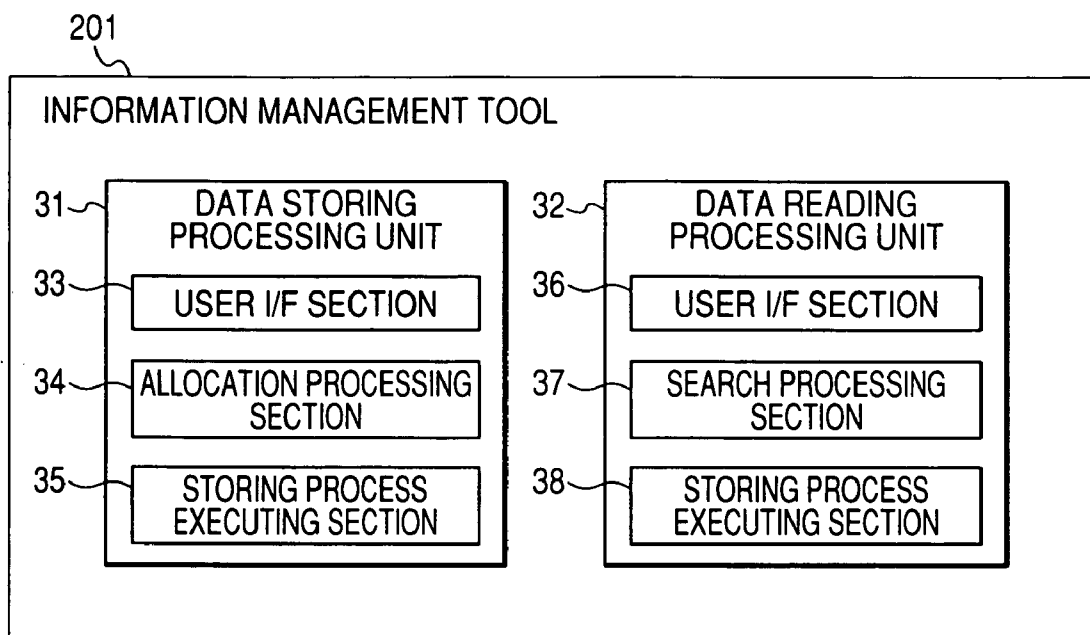 201
INFORMATION MANAGEMENT TOOL
31
DATA STORING
PROCESSING UNIT
33
USER I/F SECTION
34
ALLOCATION PROCESSING
SECTION
35
STORING PROCESS
EXECUTING SECTION
32
DATA READING
PROCESSING UNIT
36
USER I/F SECTION
37
SEARCH PROCESSING
SECTION
38
STORING PROCESS
EXECUTING SECTION